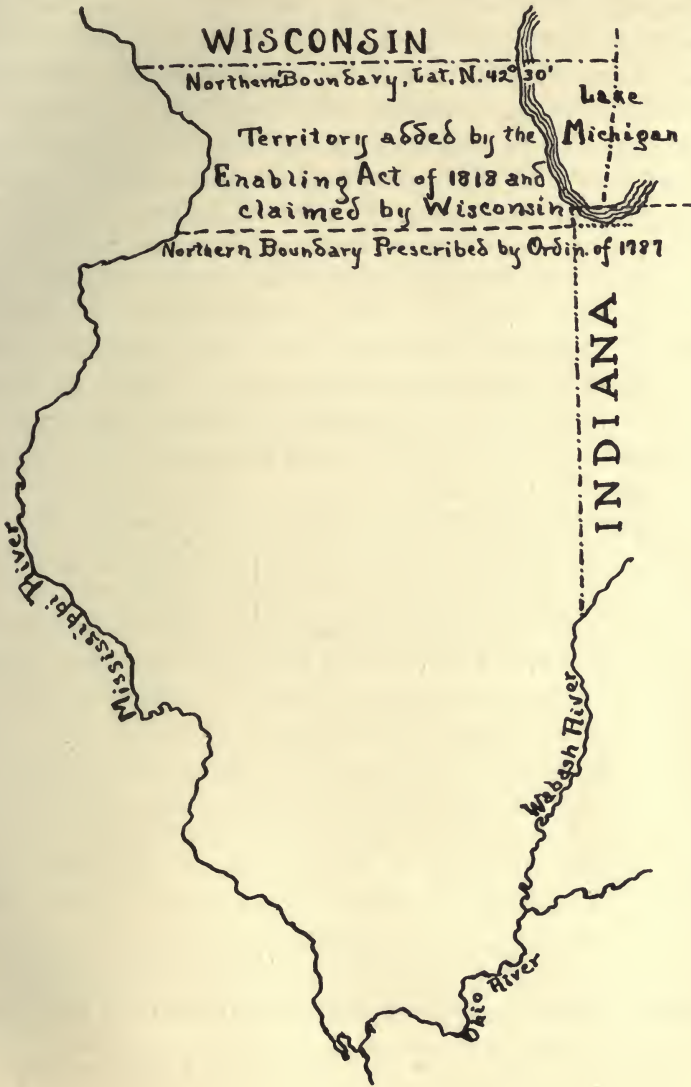 WISCONSIN
Northern Boundary, Lat. N. 42° 30'
Lake
Michigan
Territory added by the
Enabling Act of 1818 and
claimed by Wisconsin
Northern Boundary Prescribed by Ordin. of 1787
INDIANA
Mississippi River
Wabash River
Ohio River